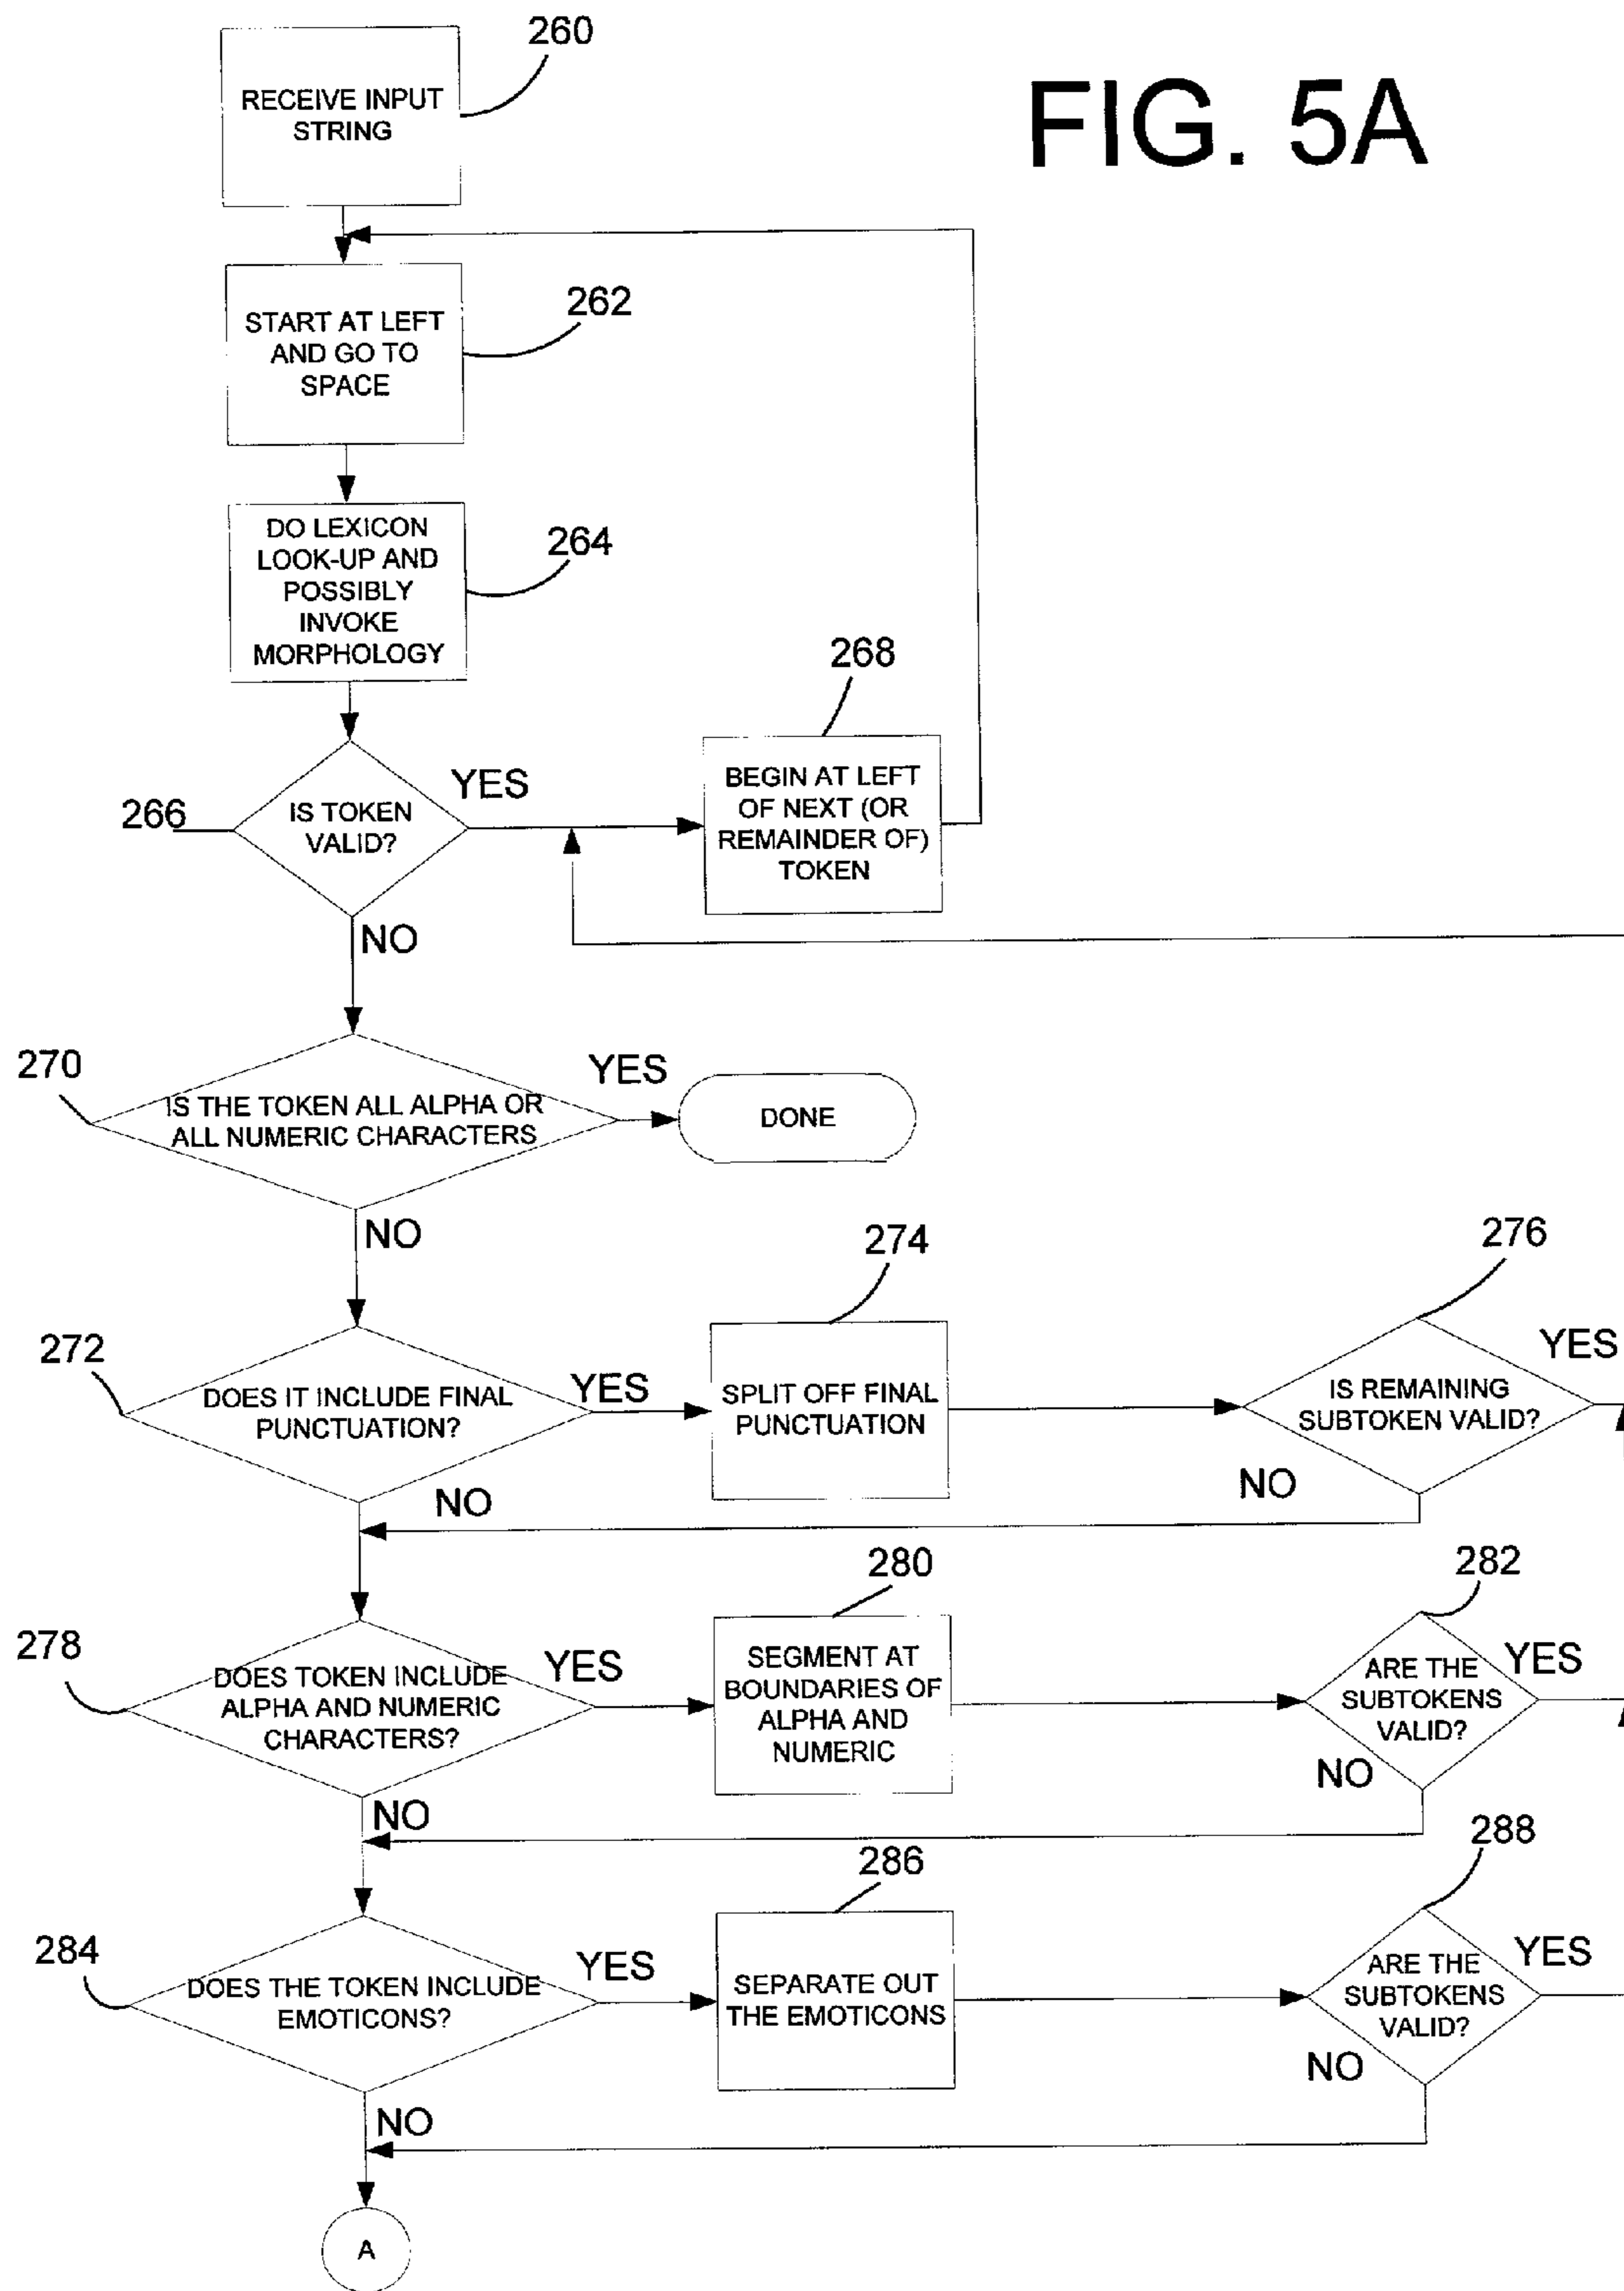 FIG. 5A
260
RECEIVE INPUT
STRING
262
START AT LEFT
AND GO TO
SPACE
264
DO LEXICON
LOOK-UP AND
POSSIBLY
INVOKE
MORPHOLOGY
266
IS TOKEN
VALID?
YES
NO
268
BEGIN AT LEFT
OF NEXT (OR
REMAINDER OF)
TOKEN
270
IS THE TOKEN ALL ALPHA OR
ALL NUMERIC CHARACTERS
YES
DONE
NO
272
DOES IT INCLUDE FINAL
PUNCTUATION?
YES
NO
274
SPLIT OFF FINAL
PUNCTUATION
276
IS REMAINING
SUBTOKEN VALID?
YES
NO
278
DOES TOKEN INCLUDE
ALPHA AND NUMERIC
CHARACTERS?
YES
NO
280
SEGMENT AT
BOUNDARIES OF
ALPHA AND
NUMERIC
282
ARE THE
SUBTOKENS
VALID?
YES
NO
284
DOES THE TOKEN INCLUDE
EMOTICONS?
YES
NO
286
SEPARATE OUT
THE EMOTICONS
288
ARE THE
SUBTOKENS
VALID?
YES
NO
A